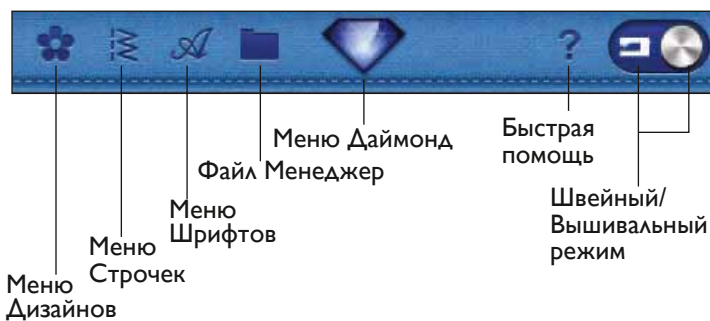 Меню Даймонд
Файл Менеджер
Меню
Шрифтов
Меню
Строчек
Меню
Дизайнов
?
Быстрая
помощь
Швейный/
Вышивальный
режим